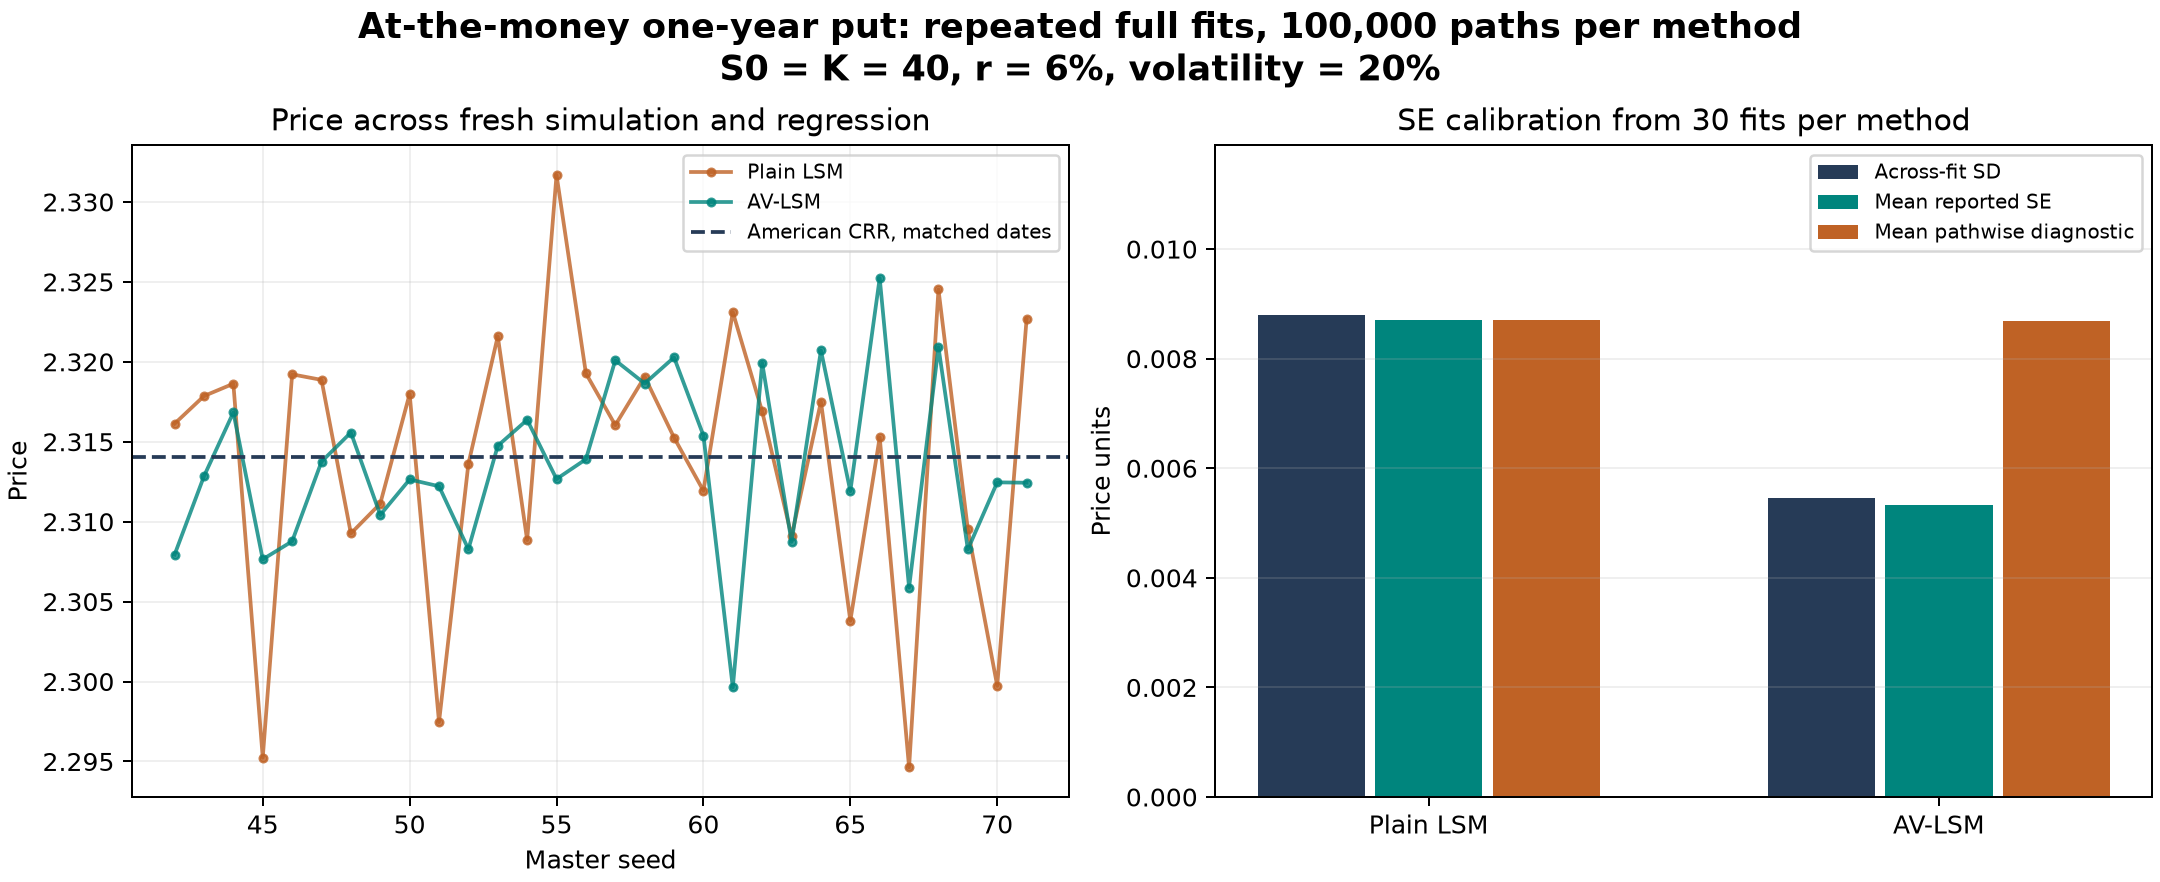 At-the-money one-year put: repeated full fits, 100,000 paths per method
S0 = K = 40, r = 6%, volatility = 20%
Price across fresh simulation and regression
Plain LSM
AV-LSM
American CRR, matched dates
Price
2.330
2.325
2.320
2.315
2.310
2.305
2.300
2.295
45
50
55
60
65
70
Master seed
SE calibration from 30 fits per method
Across-fit SD
Mean reported SE
Mean pathwise diagnostic
Price units
0.010
0.008
0.006
0.004
0.002
0.000
Plain LSM
AV-LSM